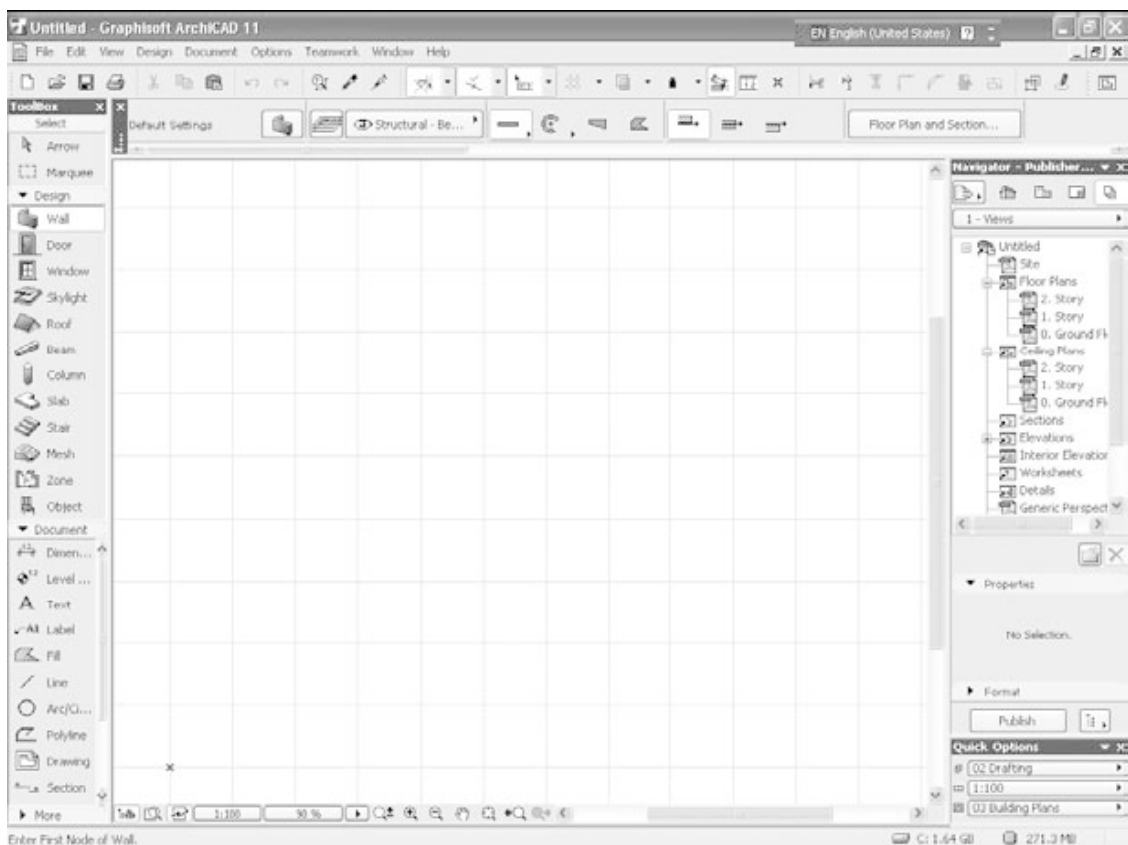 Untitled - Graphisoft ArchiCAD 11
EN English (United States)
File Edit View Design Document Options Teamwork Window Help
ToolBox
Select
Arrow
Marquee
Design
Wall
Door
Window
Skylight
Roof
Beam
Column
Slab
Stair
Mesh
Zone
Object
Document
Dimen...
Level ...
Text
Label
Fill
Line
Arc/Ci...
Polyline
Drawing
Section
More
Default Settings
Structural - Be...
Floor Plan and Section...
Navigator - Publisher...
1 - Views
Untitled
Site
Floor Plans
2. Story
1. Story
0. Ground Fl
Ceiling Plans
2. Story
1. Story
0. Ground Fl
Sections
Elevations
Interior Elevation
Worksheets
Details
Generic Perspect
Properties
No Selection.
Format
Publish
Quick Options
02 Drafting
1:100
03 Building Plans
1:100
90 %
Enter First Node of Wall.
C: 1.64 GB
271.3 MB